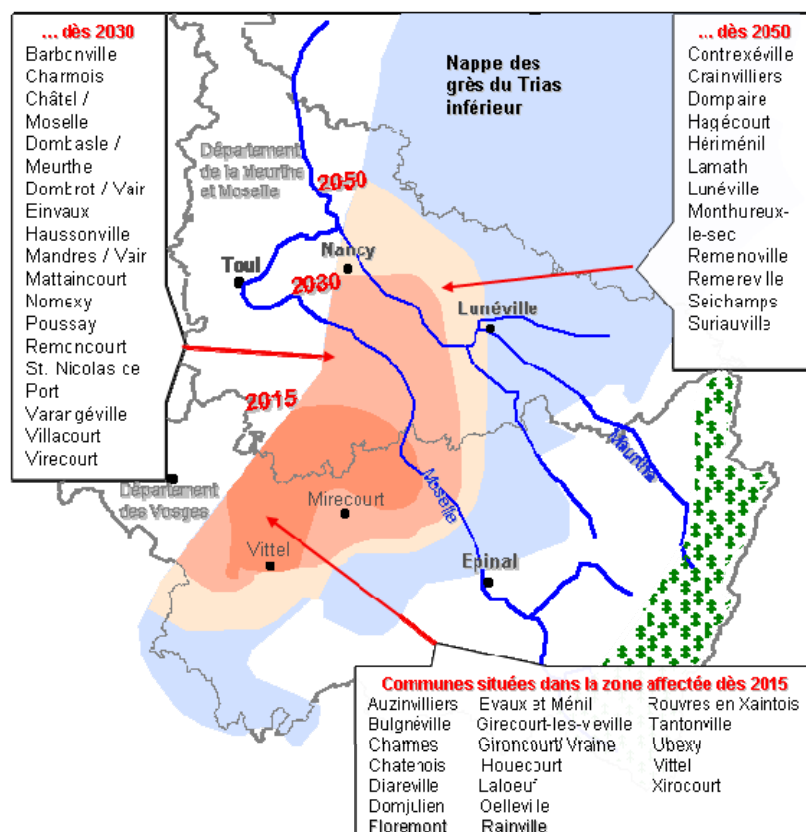 ... dès 2030
Barbonville
Charmois
Châtel /
Moselle
Dombasle /
Meurthe
Dombrot / Vair
Einvaux
Haussonville
Mandres / Vair
Mattaincourt
Nomexy
Poussay
Remoncourt
St. Nicolas de
Port
Varangéville
Villacourt
Virecourt
Nappe des
grès du Trias
inférieur
... dès 2050
Contrexéville
Crainvilliers
Dompaire
Hagécourt
Hériménil
Lamath
Lunéville
Monthureux-
le-sec
Remenoville
Remereville
Seichamps
Suriauville
Département
de la Meurthe
et Moselle
2050
Nancy
Toul
2030
Lunéville
2015
Meurthe
Moselle
Département
des Vosges
Mirecourt
Vittel
Epinal
Communes situées dans la zone affectée dès 2015
Auzinvilliers Evaux et Ménil Rouvres en Xaintois
Bulgnéville Girecourt-les-vieville Tantonville
Charmes Gironcourt/ Vraine Ubexy
Chatenois Houecourt Vittel
Diareville Laloeuf Xirocourt
Domjulien Oelleville
Floremont Rainville